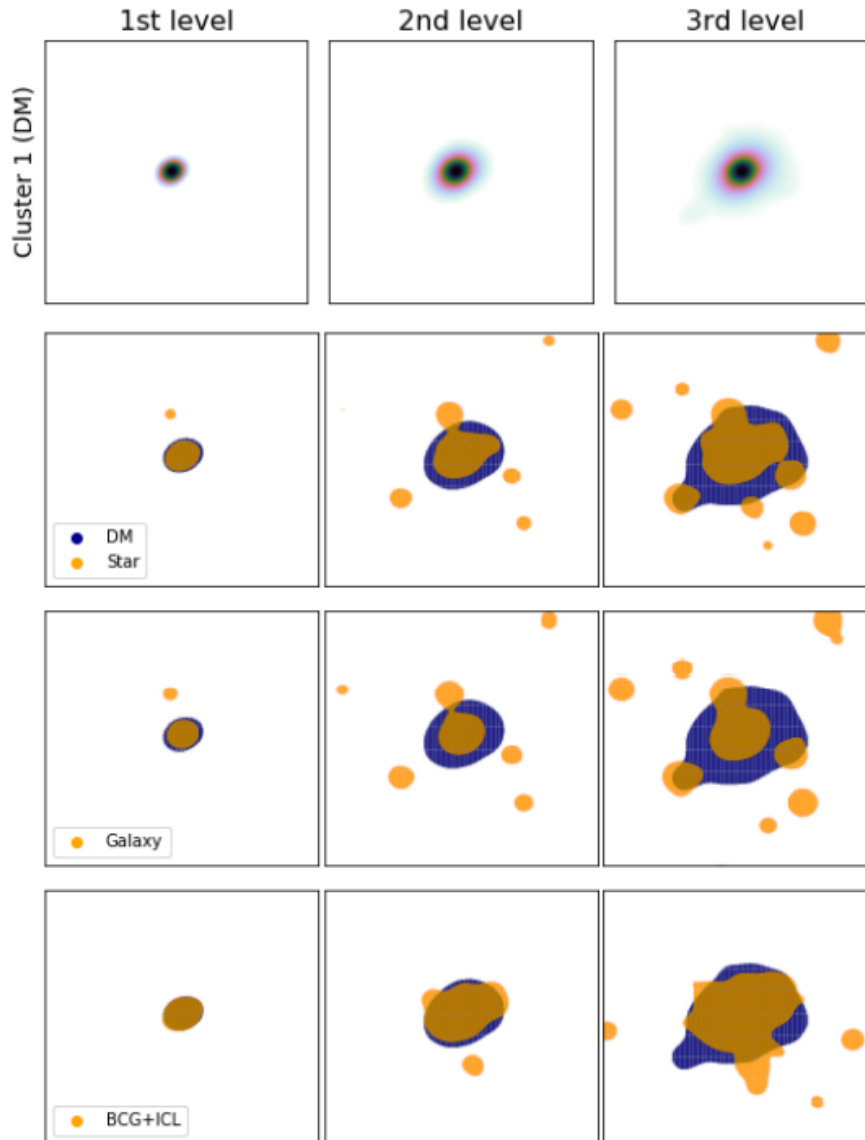 1st level 2nd level 3rd level
Cluster 1 (DM)
DM
Star
Galaxy
BCG+ICL